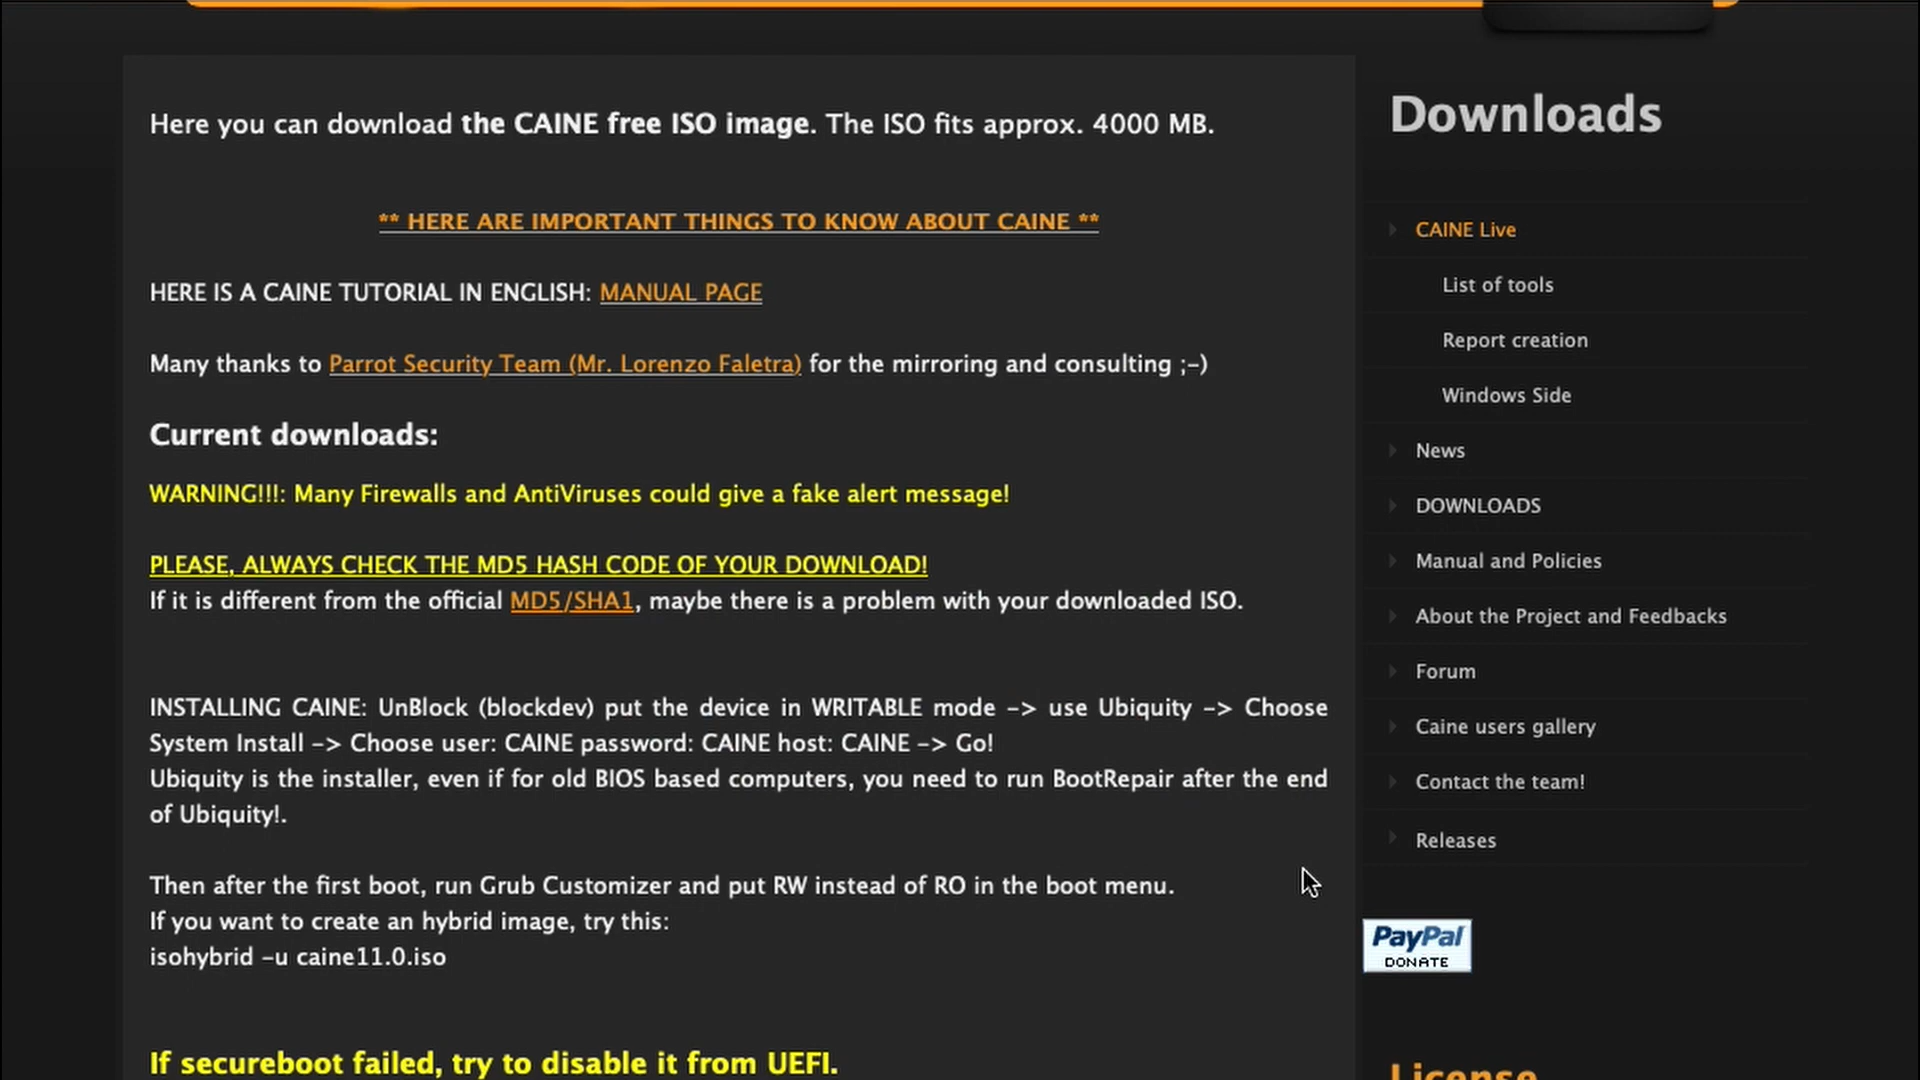 Here you can download the CAINE free ISO image. The ISO fits approx. 4000 MB.
** HERE ARE IMPORTANT THINGS TO KNOW ABOUT CAINE **
HERE IS A CAINE TUTORIAL IN ENGLISH: MANUAL PAGE
Many thanks to Parrot Security Team (Mr. Lorenzo Faletra) for the mirroring and consulting ;-)
Current downloads:
WARNING!!!: Many Firewalls and AntiViruses could give a fake alert message!
PLEASE, ALWAYS CHECK THE MD5 HASH CODE OF YOUR DOWNLOAD!
If it is different from the official MD5/SHA1, maybe there is a problem with your downloaded ISO.
INSTALLING CAINE: UnBlock (blockdev) put the device in WRITABLE mode -> use Ubiquity -> Choose
System Install -> Choose user: CAINE password: CAINE host: CAINE -> Go!
Ubiquity is the installer, even if for old BIOS based computers, you need to run BootRepair after the end
of Ubiquity!.
Then after the first boot, run Grub Customizer and put RW instead of RO in the boot menu.
If you want to create an hybrid image, try this:
isohybrid -u caine11.0.iso
If secureboot failed, try to disable it from UEFI.
Downloads
CAINE Live
List of tools
Report creation
Windows Side
News
DOWNLOADS
Manual and Policies
About the Project and Feedbacks
Forum
Caine users gallery
Contact the team!
Releases
PayPal
DONATE
License